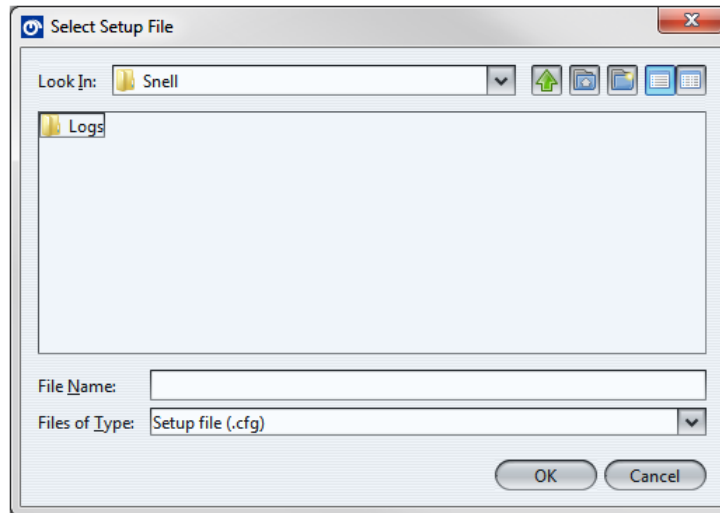 Select Setup File
Look In: Snell
Logs
File Name:
Files of Type: Setup file (.cfg)
OK Cancel